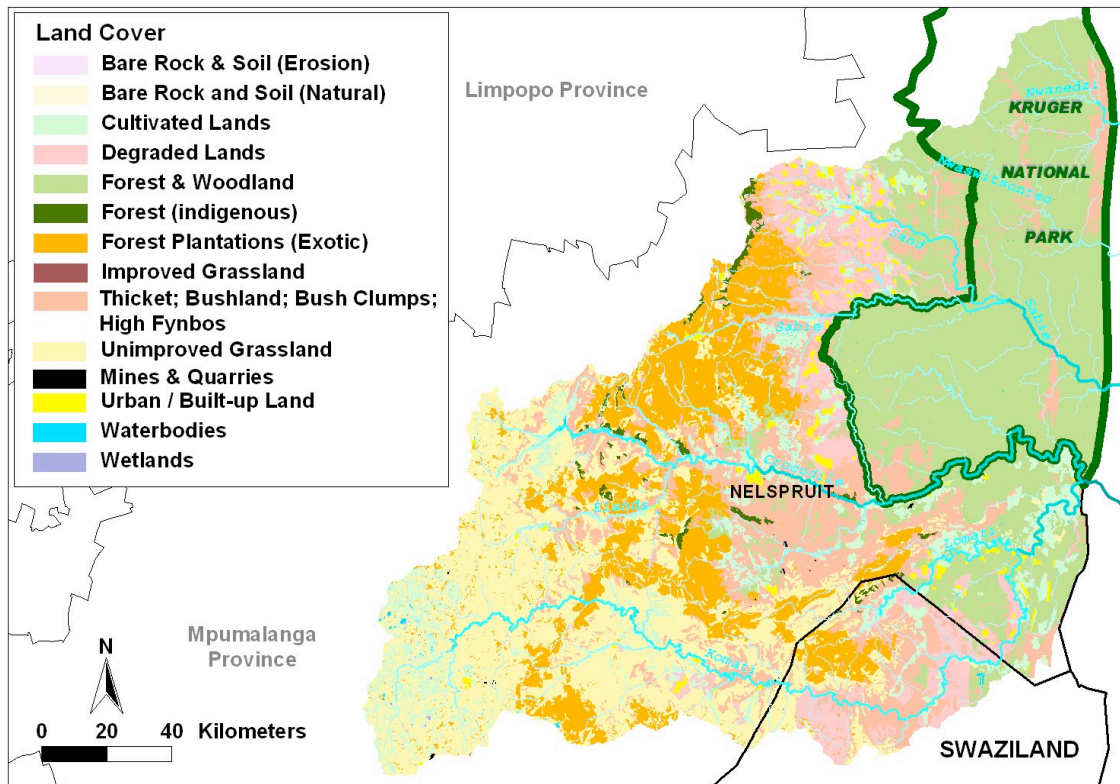 Land Cover
Bare Rock & Soil (Erosion)
Bare Rock and Soil (Natural)
Cultivated Lands
Degraded Lands
Forest & Woodland
Forest (indigenous)
Forest Plantations (Exotic)
Improved Grassland
Thicket; Bushland; Bush Clumps;
High Fynbos
Unimproved Grassland
Mines & Quarries
Urban / Built-up Land
Waterbodies
Wetlands
Limpopo Province
Nwanedzi
KRUGER
Nwaswitsontso
NATIONAL
PARK
Sand
Sabie
Sabie
Crocodile
NELSPRUIT
Elands
Lomati
Mpumalanga
Province
Komati
N
0 20 40 Kilometers
SWAZILAND